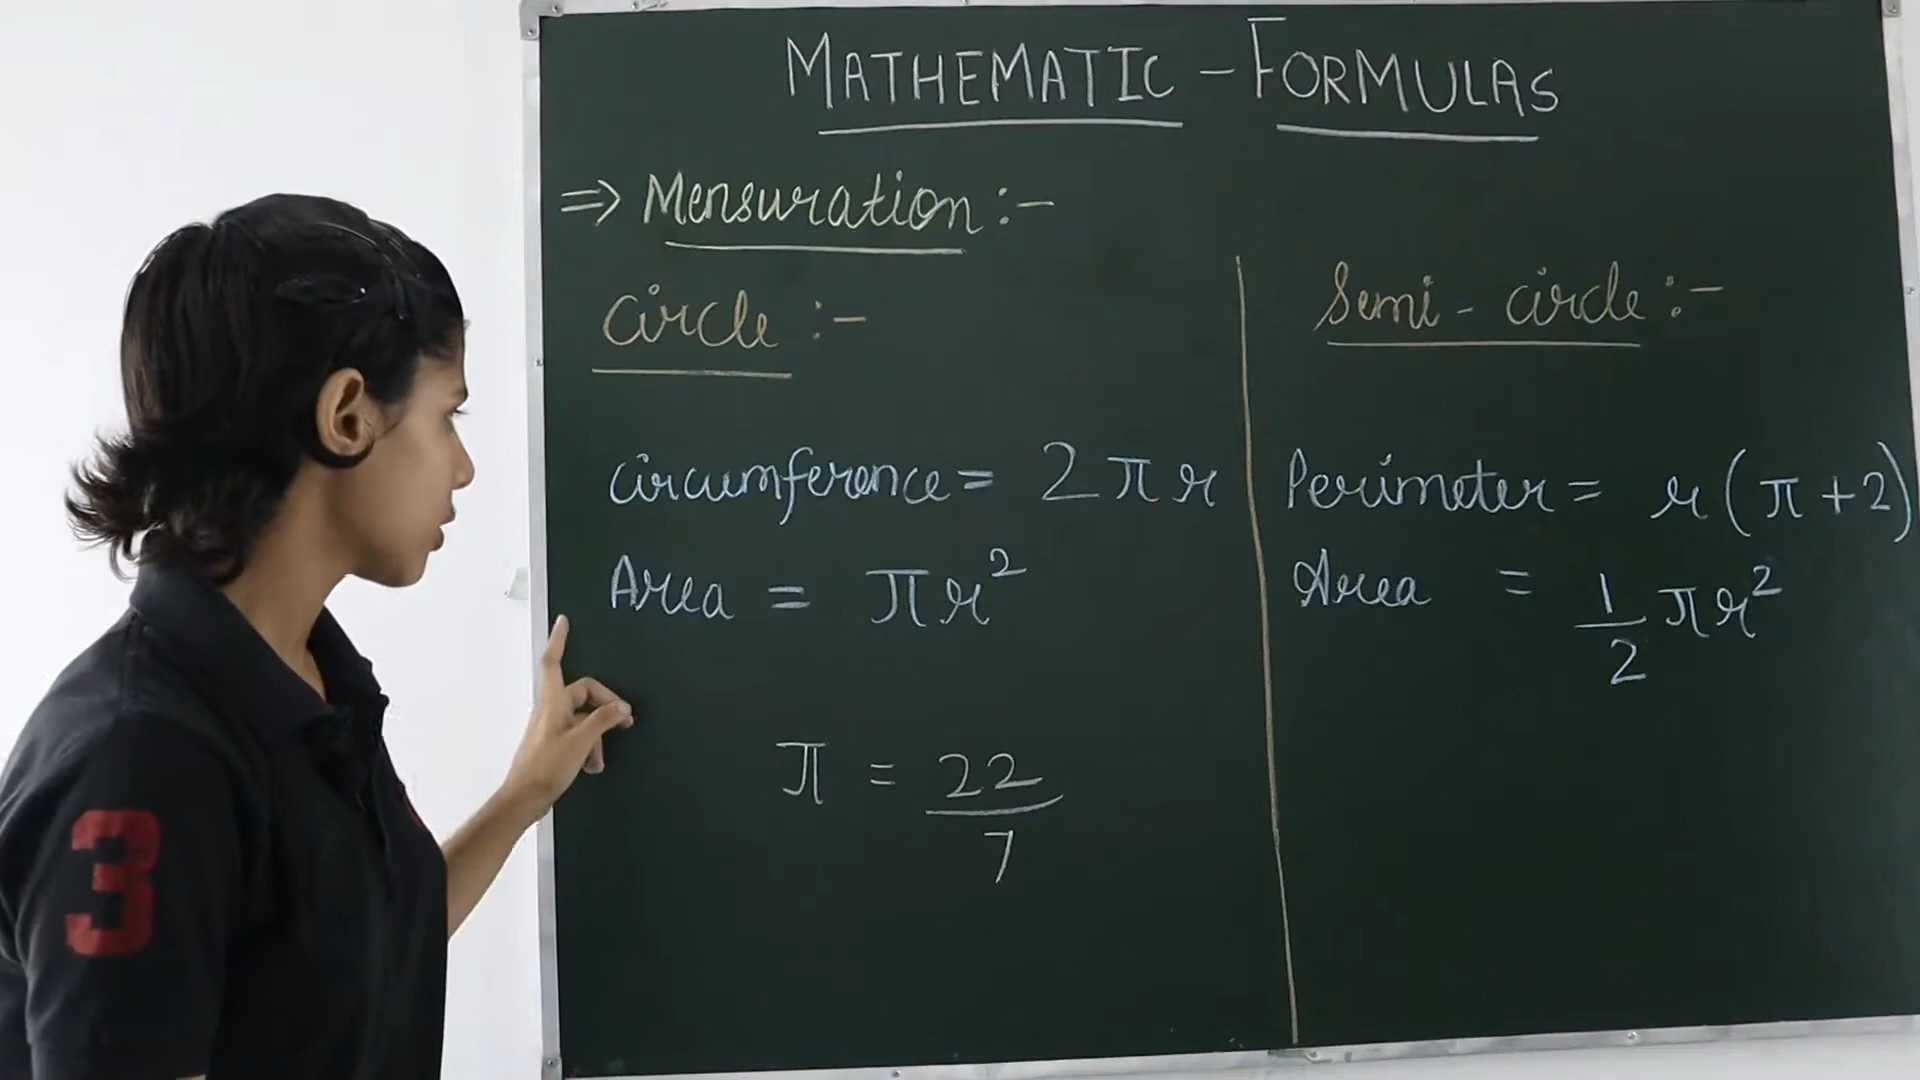 MATHEMATIC - FORMULAS
⇒ Mensuration :-
Circle :-
Circumference = 2πr
Area = πr²
π = 22/7
Semi - circle :-
Perimeter = r(π+2)
Area = 1/2 πr²
3